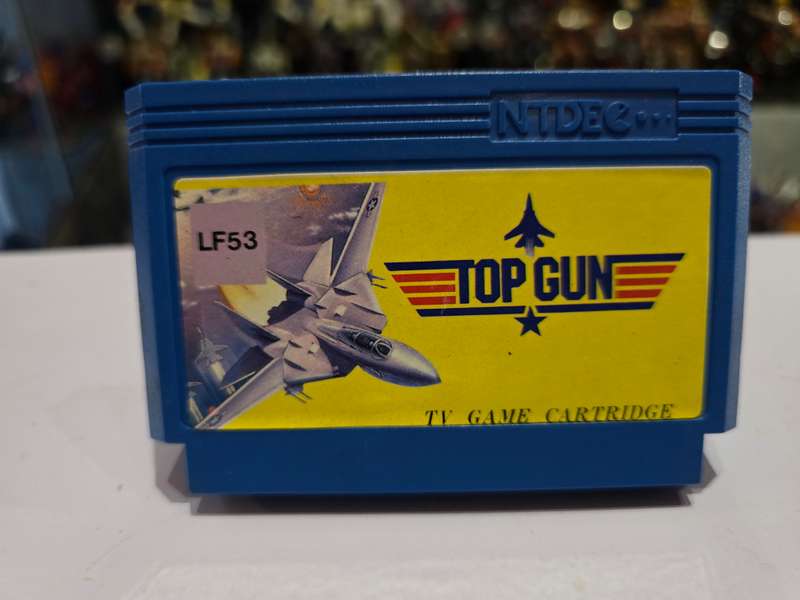 NTDEC...
LF53
TOP GUN
TV GAME CARTRIDGE